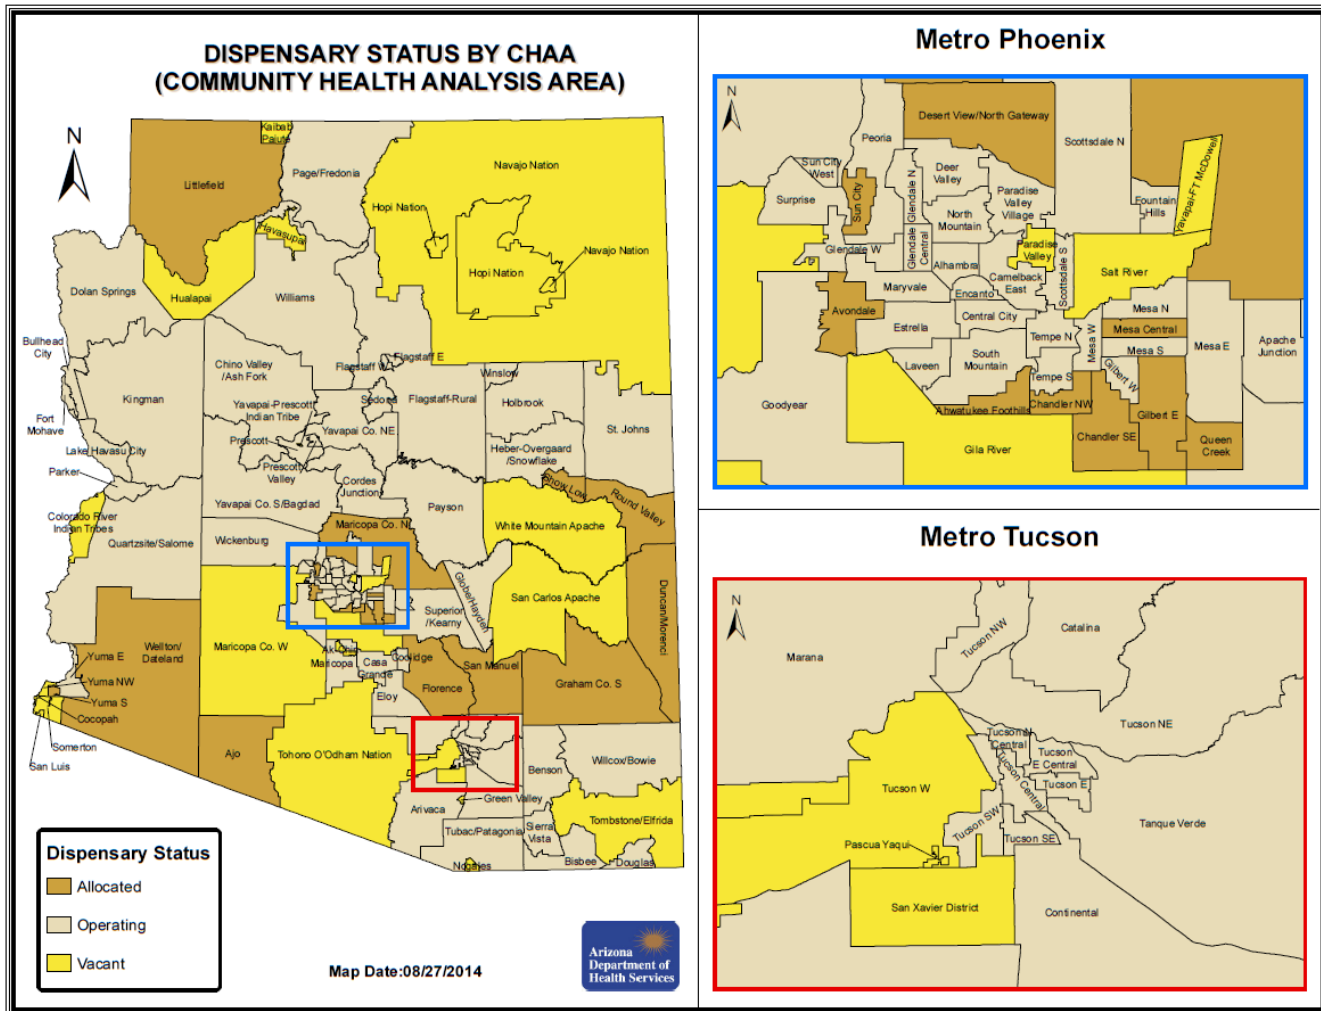 DISPENSARY STATUS BY CHAA
(COMMUNITY HEALTH ANALYSIS AREA)
N
Kaibab
Paiute
Littlefield
Page/Fredonia
Navajo Nation
Hopi Nation
Havasupai
Navajo Nation
Hopi Nation
Dolan Springs
Hualapai
Williams
Bullhead
City
Flagstaff E
Flagstaff W
Chino Valley
/Ash Fork
Winslow
Kingman
Sedona
Flagstaff-Rural
Holbrook
Yavapai-Prescott
Indian Tribe
Fort
Mohave
St. Johns
Yavapai Co. NE
Prescott
Lake Havasu City
Heber-Overgaard
/Snowflake
Parker
Prescott
Valley
Cordes
Junction
Show Low
Round Valley
Yavapai Co. S/Bagdad
Payson
Colorado River
Indian Tribes
Maricopa Co. N
White Mountain Apache
Quartzsite/Salome
Wickenburg
Globe/Hayden
San Carlos Apache
Duncan/Morenci
Superior
/Kearny
Wellton/
Dateland
Maricopa Co. W
Ak-Chin
Maricopa
Casa
Grande
Coolidge
San Manuel
Yuma E
Yuma NW
Florence
Graham Co. S
Eloy
Yuma S
Cocopah
Somerton
San Luis
Ajo
Tohono O'Odham Nation
Benson
Willcox/Bowie
Green Valley
Arivaca
Tombstone/Elfrida
Tubac/Patagonia
Sierra
Vista
Nogales
Bisbee
Douglas
Dispensary Status
Allocated
Operating
Vacant
Map Date:08/27/2014
Arizona
Department of
Health Services
Metro Phoenix
N
Desert View/North Gateway
Peoria
Scottsdale N
Sun City
West
Deer
Valley
Yavapai-FT McDowell
Surprise
Sun City
Glendale N
Paradise
Valley
Village
Fountain
Hills
North
Mountain
Glendale W
Glendale
Central
Paradise
Valley
Scottsdale S
Alhambra
Salt River
Camelback
East
Maryvale
Encanto
Avondale
Central City
Mesa N
Estrella
Mesa Central
Tempe N
Mesa W
Mesa S
Mesa E
Apache
Junction
Laveen
South
Mountain
Tempe S
Gilbert W
Goodyear
Ahwatukee Foothills
Chandler NW
Gilbert E
Chandler SE
Queen
Creek
Gila River
Metro Tucson
N
Tucson NW
Catalina
Marana
Tucson NE
Tucson N
Central
Tucson
E Central
Tucson Central
Tucson E
Tucson W
Tucson SW
Tanque Verde
Tucson SE
Pascua Yaqui
San Xavier District
Continental